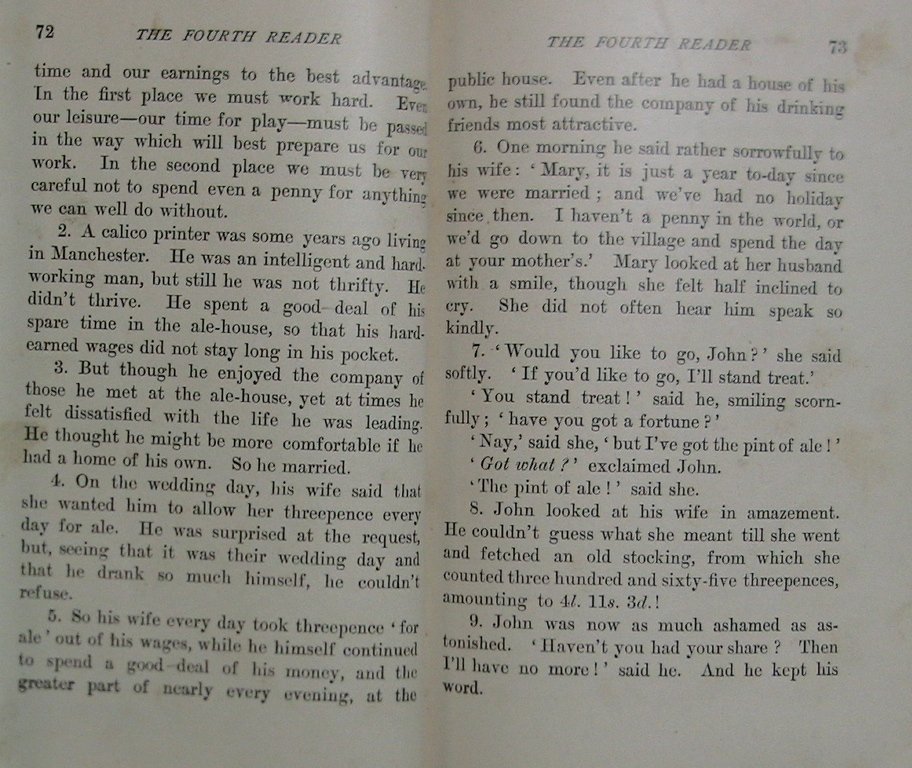 72 THE FOURTH READER
time and our earnings to the best advantage.
In the first place we must work hard. Even
our leisure—our time for play—must be passed
in the way which will best prepare us for our
work. In the second place we must be very
careful not to spend even a penny for anything
we can well do without.
2. A calico printer was some years ago living
in Manchester. He was an intelligent and hard-
working man, but still he was not thrifty. He
didn't thrive. He spent a good deal of his
spare time in the ale-house, so that his hard-
earned wages did not stay long in his pocket.
3. But though he enjoyed the company of
those he met at the ale-house, yet at times he
felt dissatisfied with the life he was leading.
He thought he might be more comfortable if he
had a home of his own. So he married.
4. On the wedding day, his wife said that
she wanted him to allow her threepence every
day for ale. He was surprised at the request,
but, seeing that it was their wedding day and
that he drank so much himself, he couldn't
refuse.
5. So his wife every day took threepence ‘for
ale’ out of his wages, while he himself continued
to spend a good deal of his money, and the
greater part of nearly every evening, at the
THE FOURTH READER 73
public house. Even after he had a house of his
own, he still found the company of his drinking
friends most attractive.
6. One morning he said rather sorrowfully to
his wife: ‘Mary, it is just a year to-day since
we were married; and we've had no holiday
since then. I haven't a penny in the world, or
we'd go down to the village and spend the day
at your mother's.’ Mary looked at her husband
with a smile, though she felt half inclined to
cry. She did not often hear him speak so
kindly.
7. ‘Would you like to go, John?’ she said
softly. ‘If you'd like to go, I'll stand treat.’
‘You stand treat!’ said he, smiling scorn-
fully; ‘have you got a fortune?’
‘Nay,’ said she, ‘but I've got the pint of ale!’
‘Got what?’ exclaimed John.
‘The pint of ale!’ said she.
8. John looked at his wife in amazement.
He couldn't guess what she meant till she went
and fetched an old stocking, from which she
counted three hundred and sixty-five threepences,
amounting to 4l. 11s. 3d.!
9. John was now as much ashamed as as-
tonished. ‘Haven't you had your share? Then
I'll have no more!’ said he. And he kept his
word.